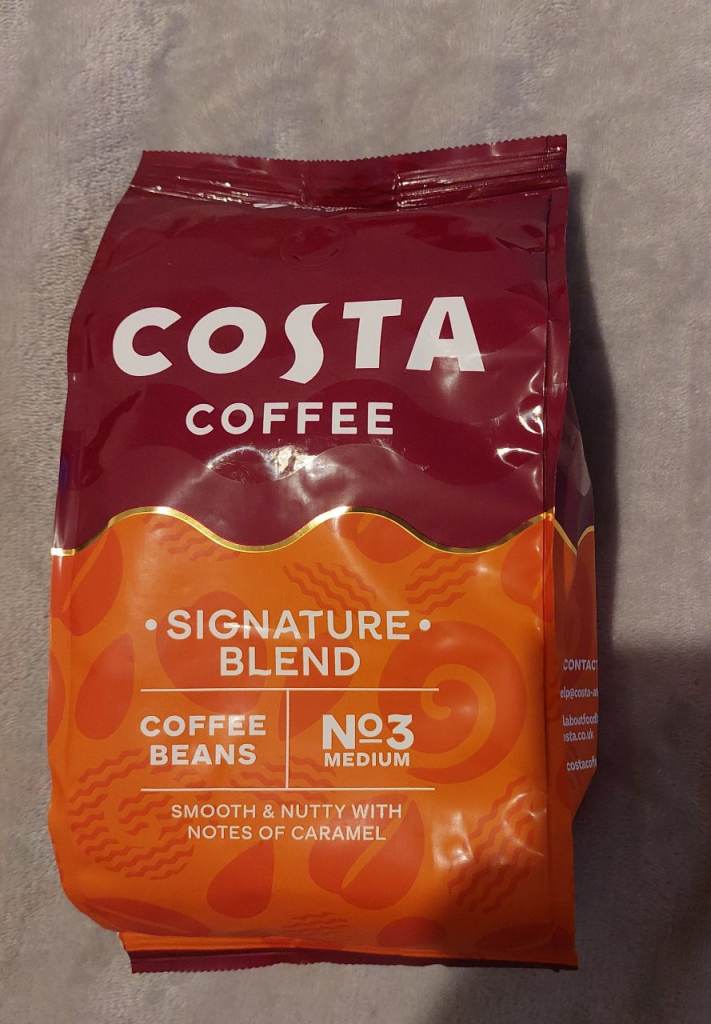 COSTA
COFFEE
• SIGNATURE •
BLEND
COFFEE
BEANS
Nº3
MEDIUM
SMOOTH & NUTTY WITH
NOTES OF CARAMEL
CONTACT